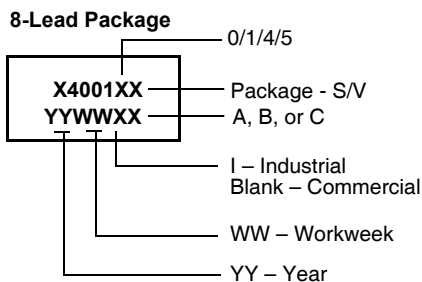 8-Lead Package
0/1/4/5
X4001XX
Package - S/V
YYWWXX
A, B, or C
I – Industrial
Blank – Commercial
WW – Workweek
YY – Year